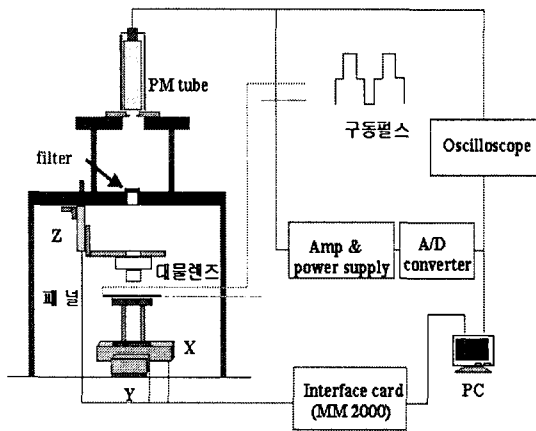 PM tube
구동펄스
Oscilloscope
filter
Z
Amp &
power supply
A/D
converter
대물렌즈
패널
X
Y
PC
Interface card
(MM 2000)